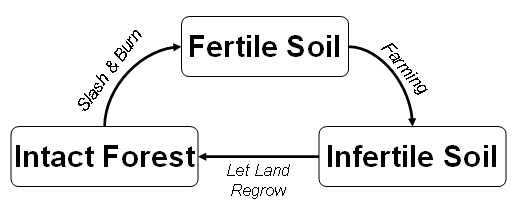 Fertile Soil
Slash & Burn
Farming
Intact Forest
Infertile Soil
Let Land
Regrow